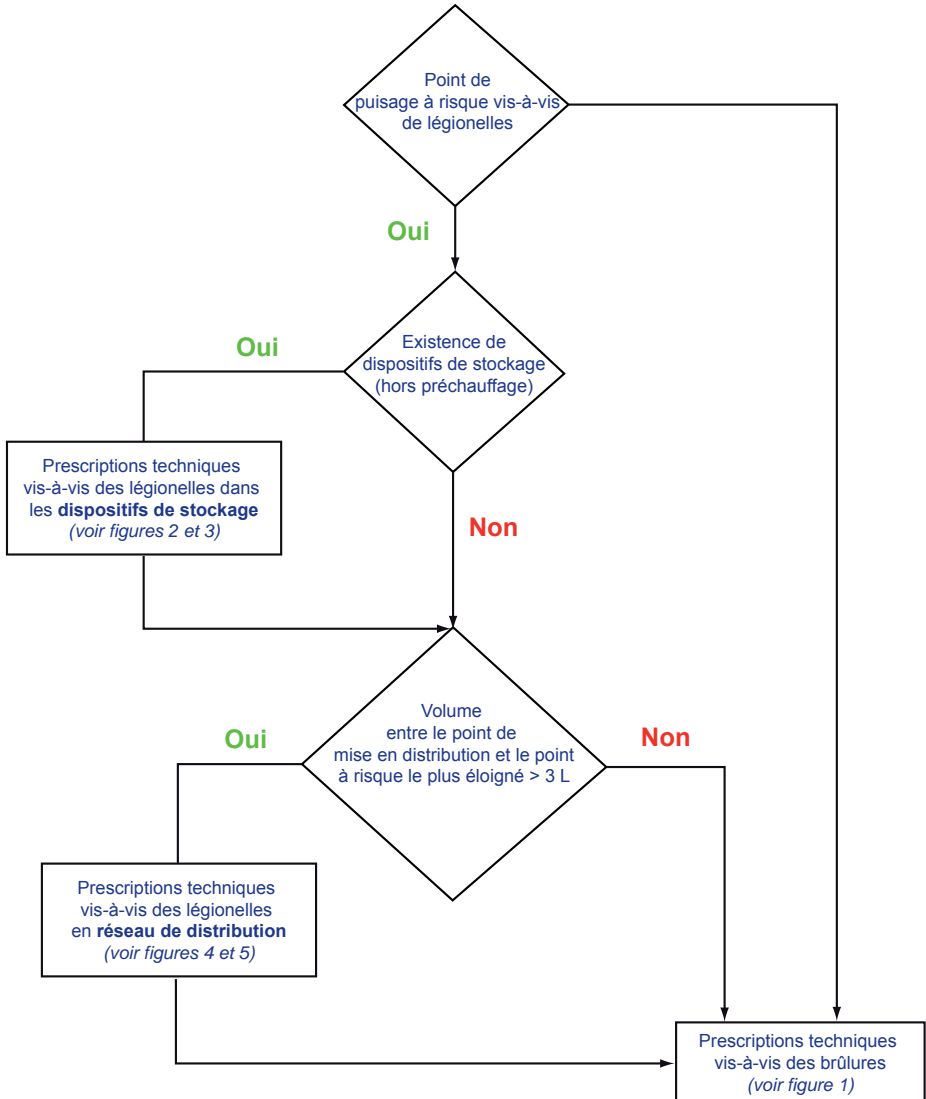 Point de
puisage à risque vis-à-vis
de légionelles
Oui
Existence de
dispositifs de stockage
(hors préchauffage)
Oui
Prescriptions techniques
vis-à-vis des légionelles dans
les dispositifs de stockage
(voir figures 2 et 3)
Non
Volume
entre le point de
mise en distribution et le point
à risque le plus éloigné > 3 L
Oui
Non
Prescriptions techniques
vis-à-vis des légionelles
en réseau de distribution
(voir figures 4 et 5)
Prescriptions techniques
vis-à-vis des brûlures
(voir figure 1)